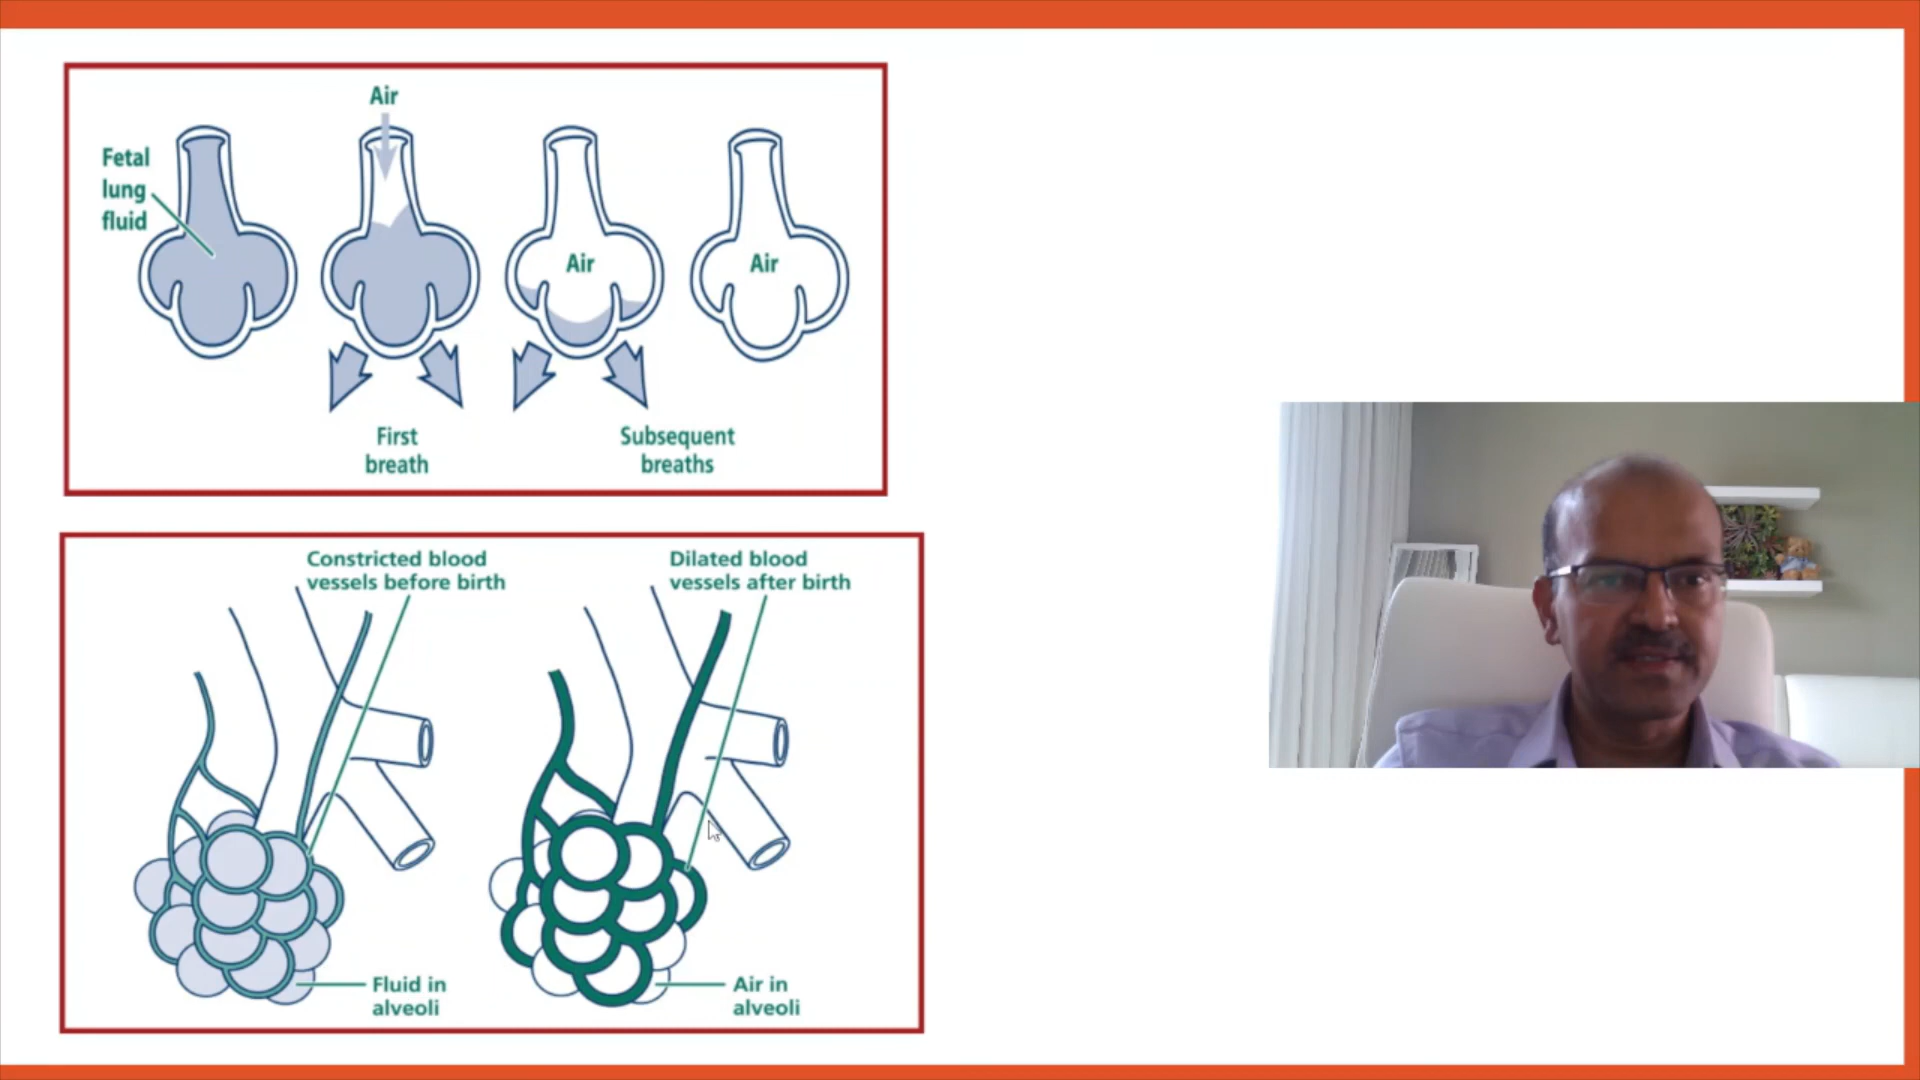 Air
Fetal
lung
fluid
Air
Air
First
breath
Subsequent
breaths
Constricted blood
vessels before birth
Dilated blood
vessels after birth
Fluid in
alveoli
Air in
alveoli